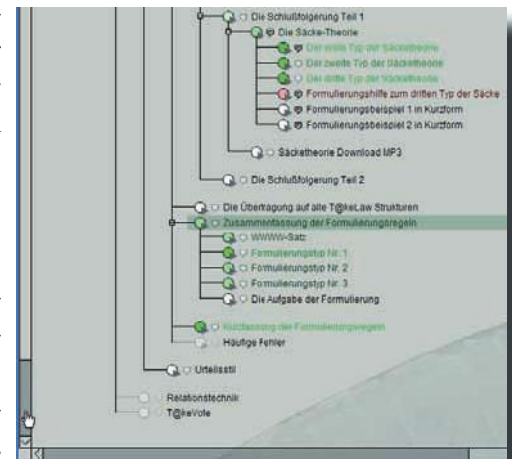 Die Schlußfolgerung Teil 1
Die Säcke-Theorie
Der erste Typ der Säcketheorie
Der zweite Typ der Säcketheorie
Der dritte Typ der Säcketheorie
Formulierungshilfe zum dritten Typ der Säcke
Formulierungsbeispiel 1 in Kurzform
Formulierungsbeispiel 2 in Kurzform
Säcketheorie Download MP3
Die Schlußfolgerung Teil 2
Die Übertragung auf alle T@keLaw Strukturen
Zusammenfassung der Formulierungsregeln
WWWW-Satz
Formulierungstyp Nr. 1
Formulierungstyp Nr. 2
Formulierungstyp Nr. 3
Die Aufgabe der Formulierung
Kurzfassung der Formulierungsregeln
Häufige Fehler
Urteilsstil
Relationstechnik
T@keVote